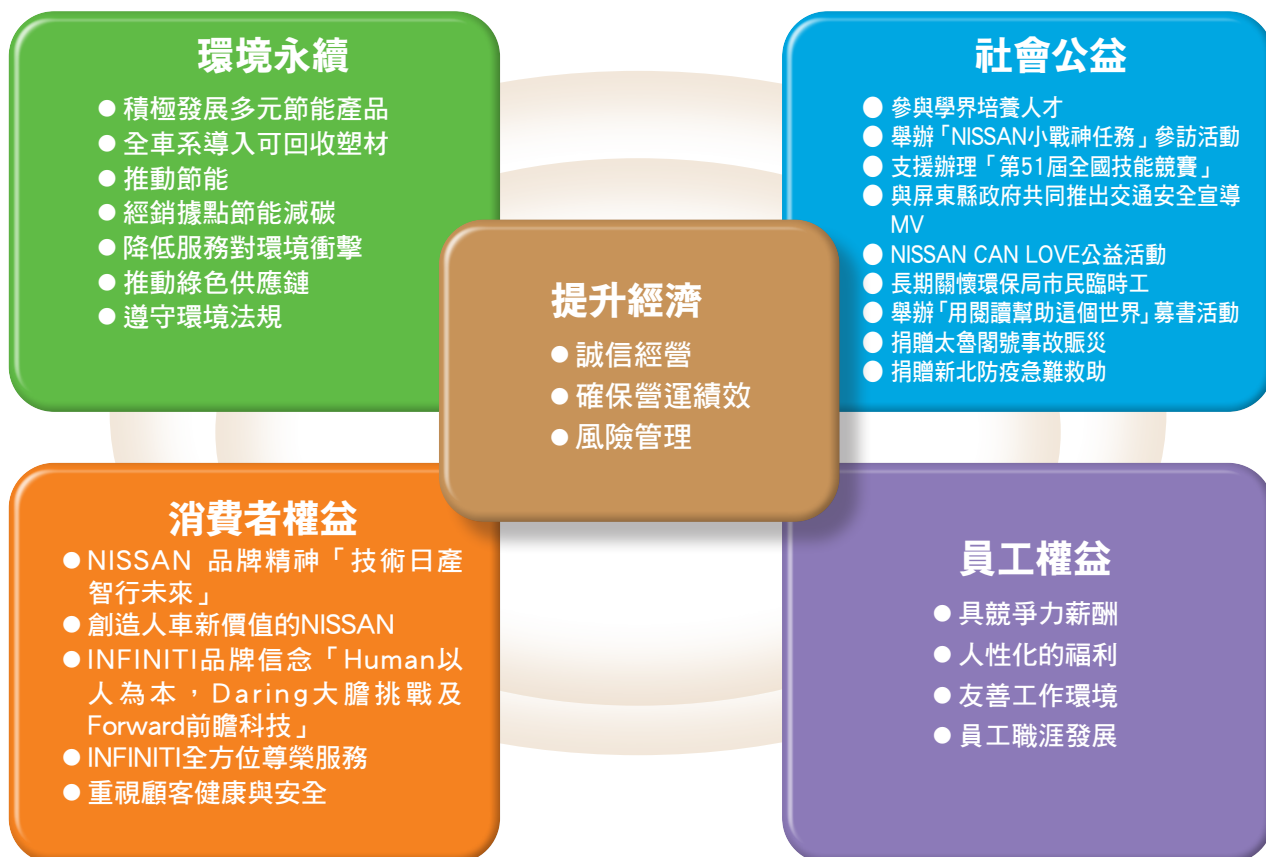 環境永續
●積極發展多元節能產品
●全車系導入可回收塑材
●推動節能
●經銷據點節能減碳
●降低服務對環境衝擊
●推動綠色供應鏈
●遵守環境法規
社會公益
●參與學界培養人才
●舉辦「NISSAN小戰神任務」參訪活動
●支援辦理「第51屆全國技能競賽」
●與屏東縣政府共同推出交通安全宣導
MV
●NISSAN CAN LOVE公益活動
●長期關懷環保局市民臨時工
●舉辦「用閱讀幫助這個世界」募書活動
●捐贈太魯閣號事故賑災
●捐贈新北防疫急難救助
提升經濟
●誠信經營
●確保營運績效
●風險管理
消費者權益
●NISSAN 品牌精神「技術日產
智行未來」
●創造人車新價值的NISSAN
●INFINITI品牌信念「Human以
人為本，Daring大膽挑戰及
Forward前瞻科技」
●INFINITI全方位尊榮服務
●重視顧客健康與安全
員工權益
●具競爭力薪酬
●人性化的福利
●友善工作環境
●員工職涯發展